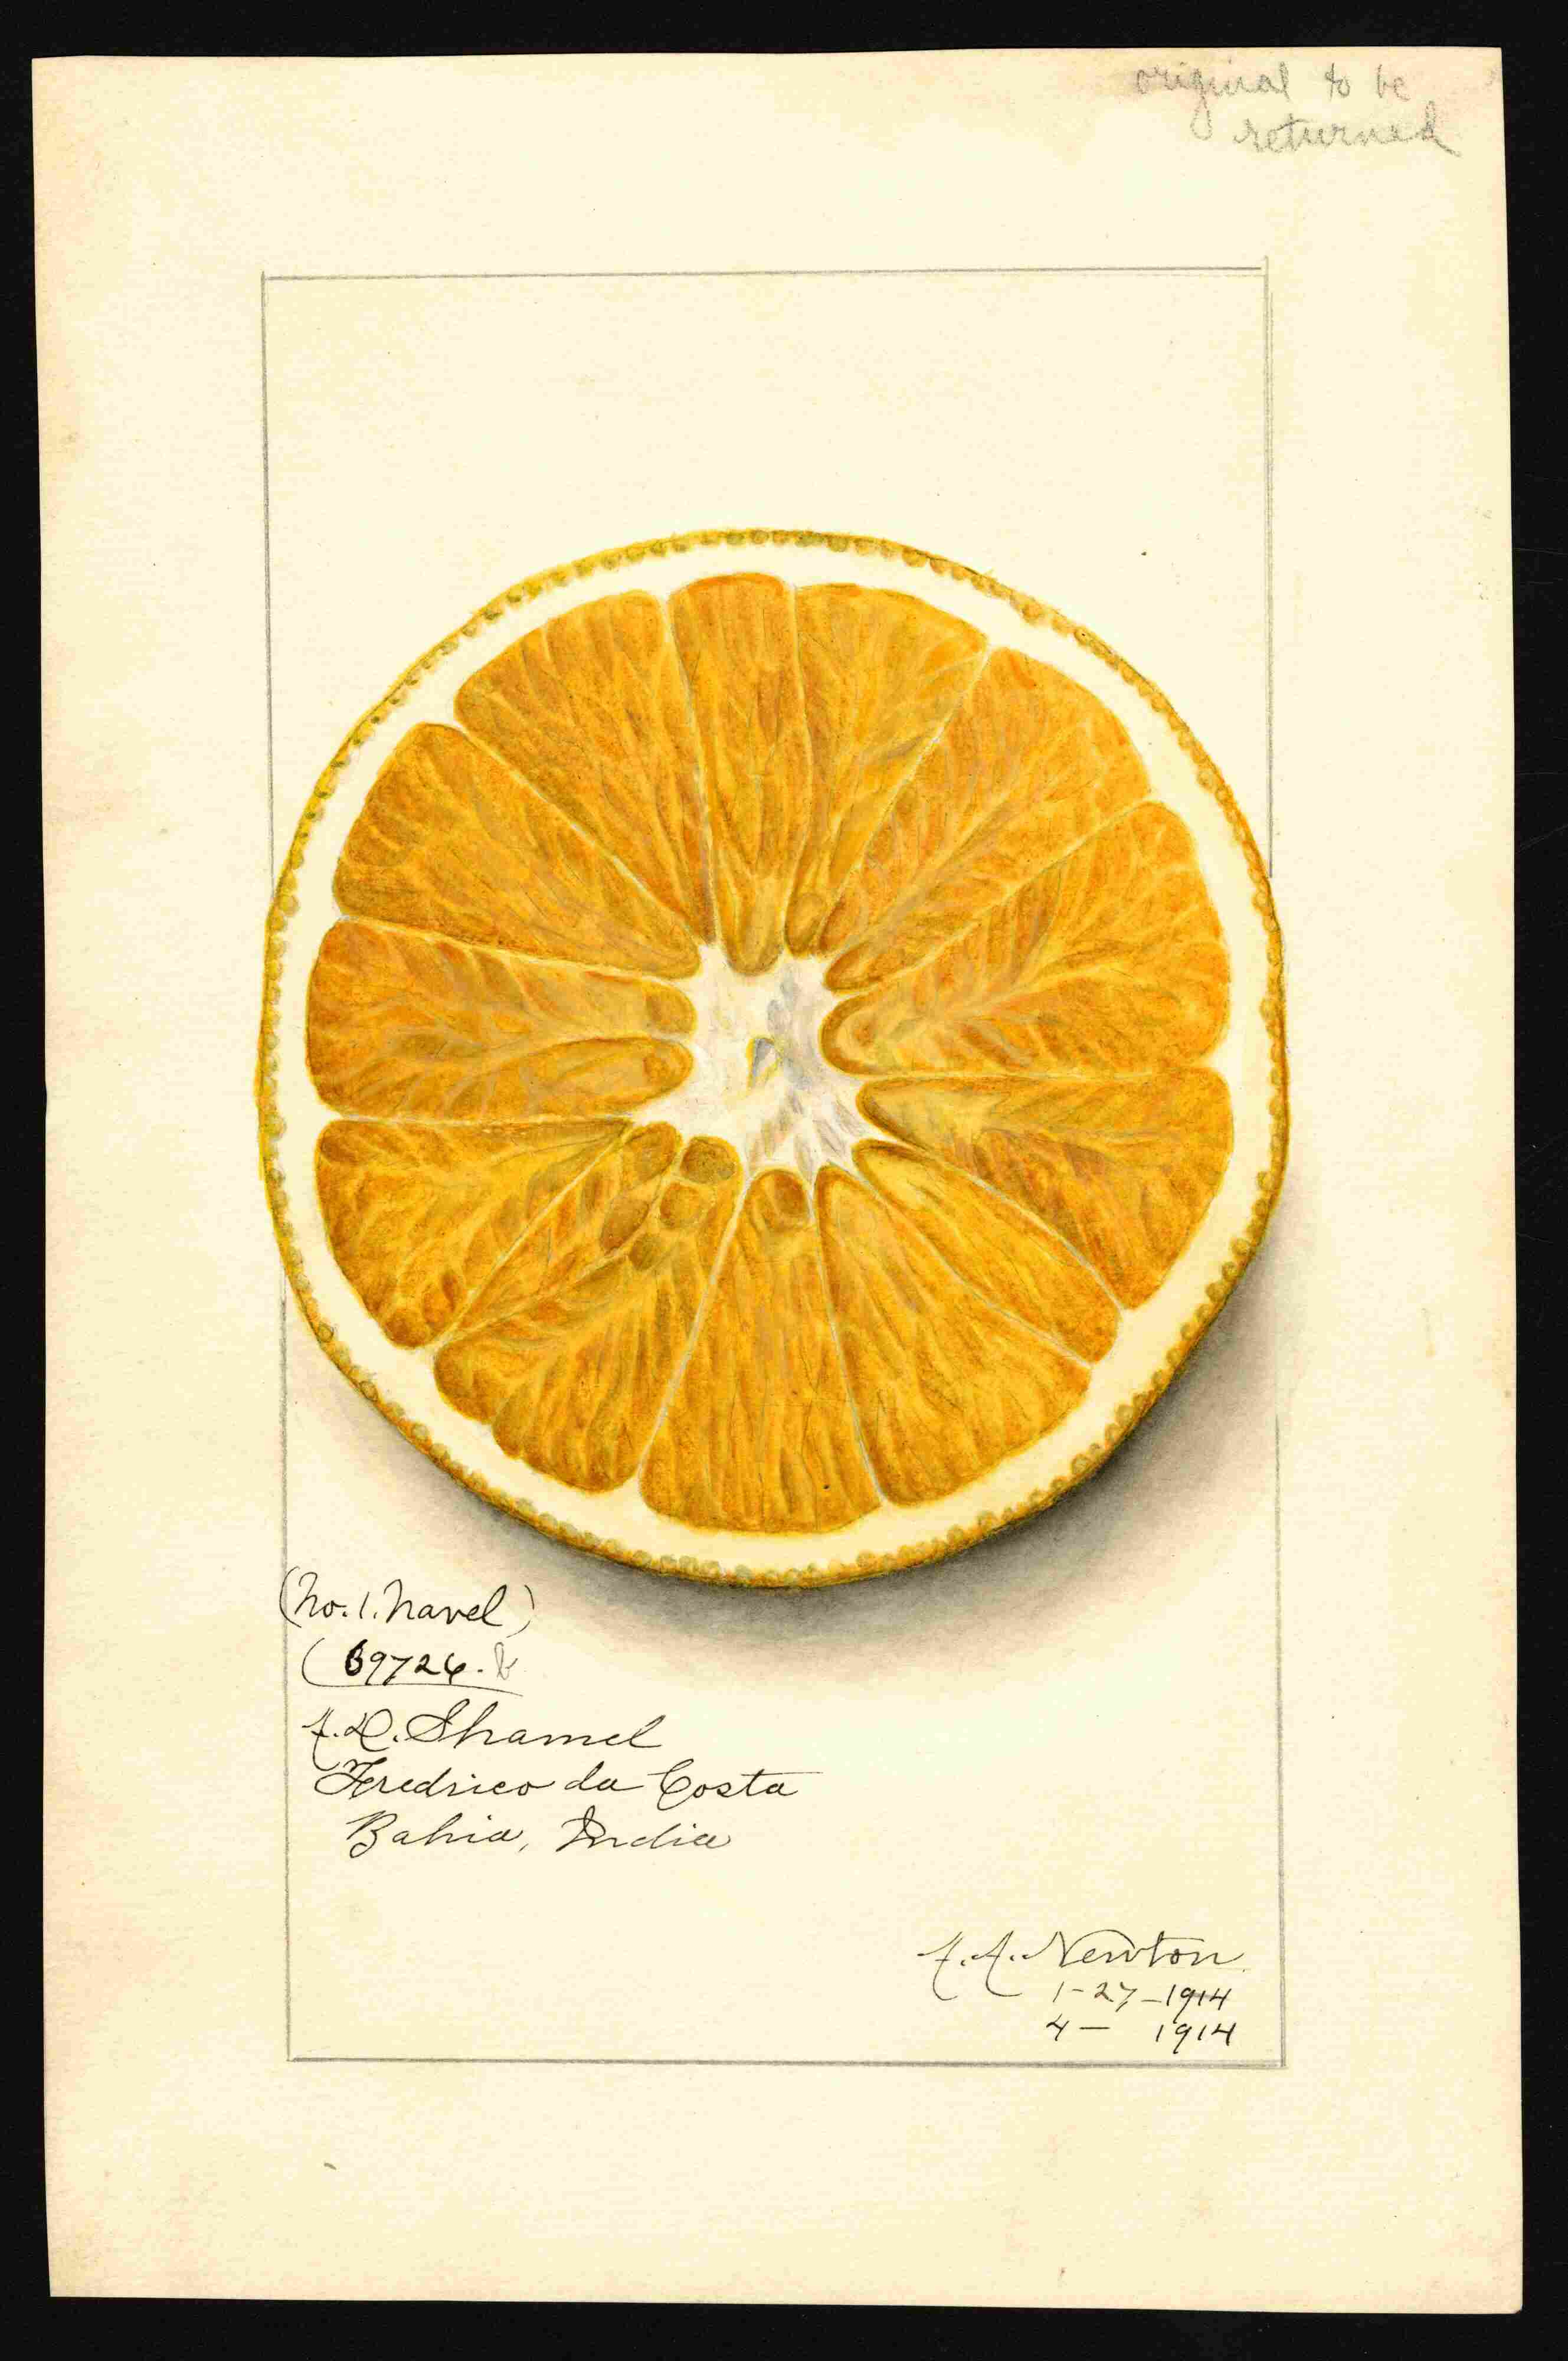 original to be
returned
(No. 1. Navel)
(69726. b
A. D. Shamel
Fredrico da Costa
Bahia, India
A. A. Newton
1-27-1914
4 — 1914